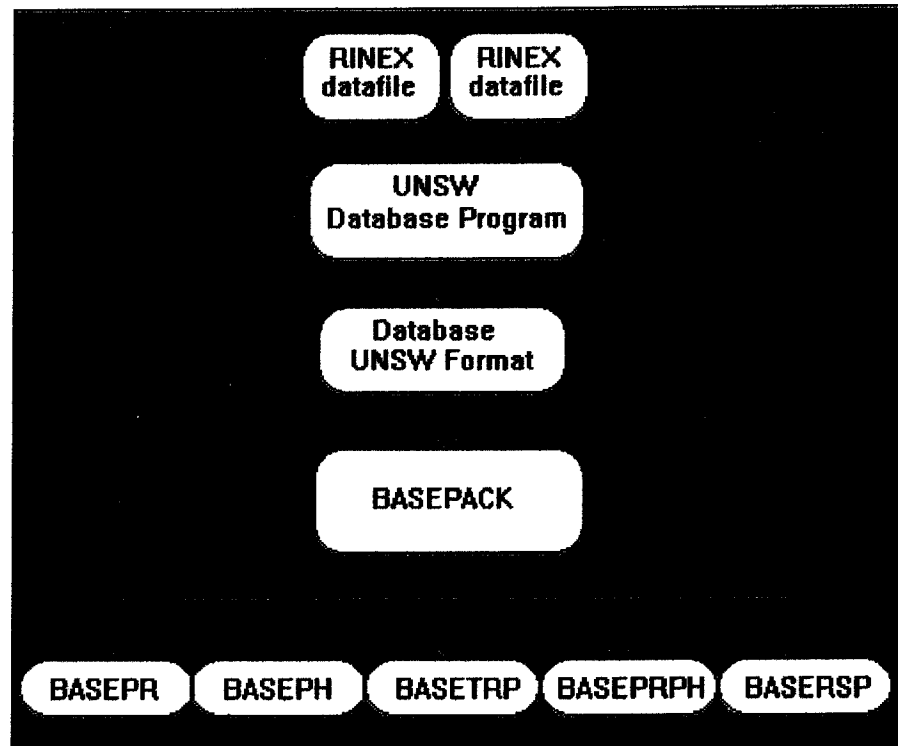 RINEX datafile
RINEX datafile
UNSW
Database Program
Database
UNSW Format
BASEPACK
BASEPR BASEPH BASETRP BASEPRPH BASERSP